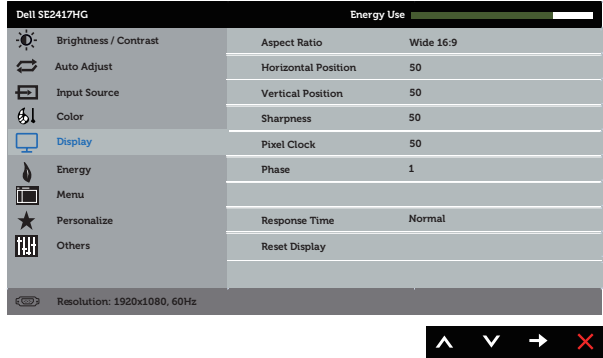 Dell SE2417HG Energy Use
Brightness / Contrast
Auto Adjust
Input Source
Color
Display
Energy
Menu
Personalize
Others
Aspect Ratio Wide 16:9
Horizontal Position 50
Vertical Position 50
Sharpness 50
Pixel Clock 50
Phase 1
Response Time Normal
Reset Display
Resolution: 1920x1080, 60Hz